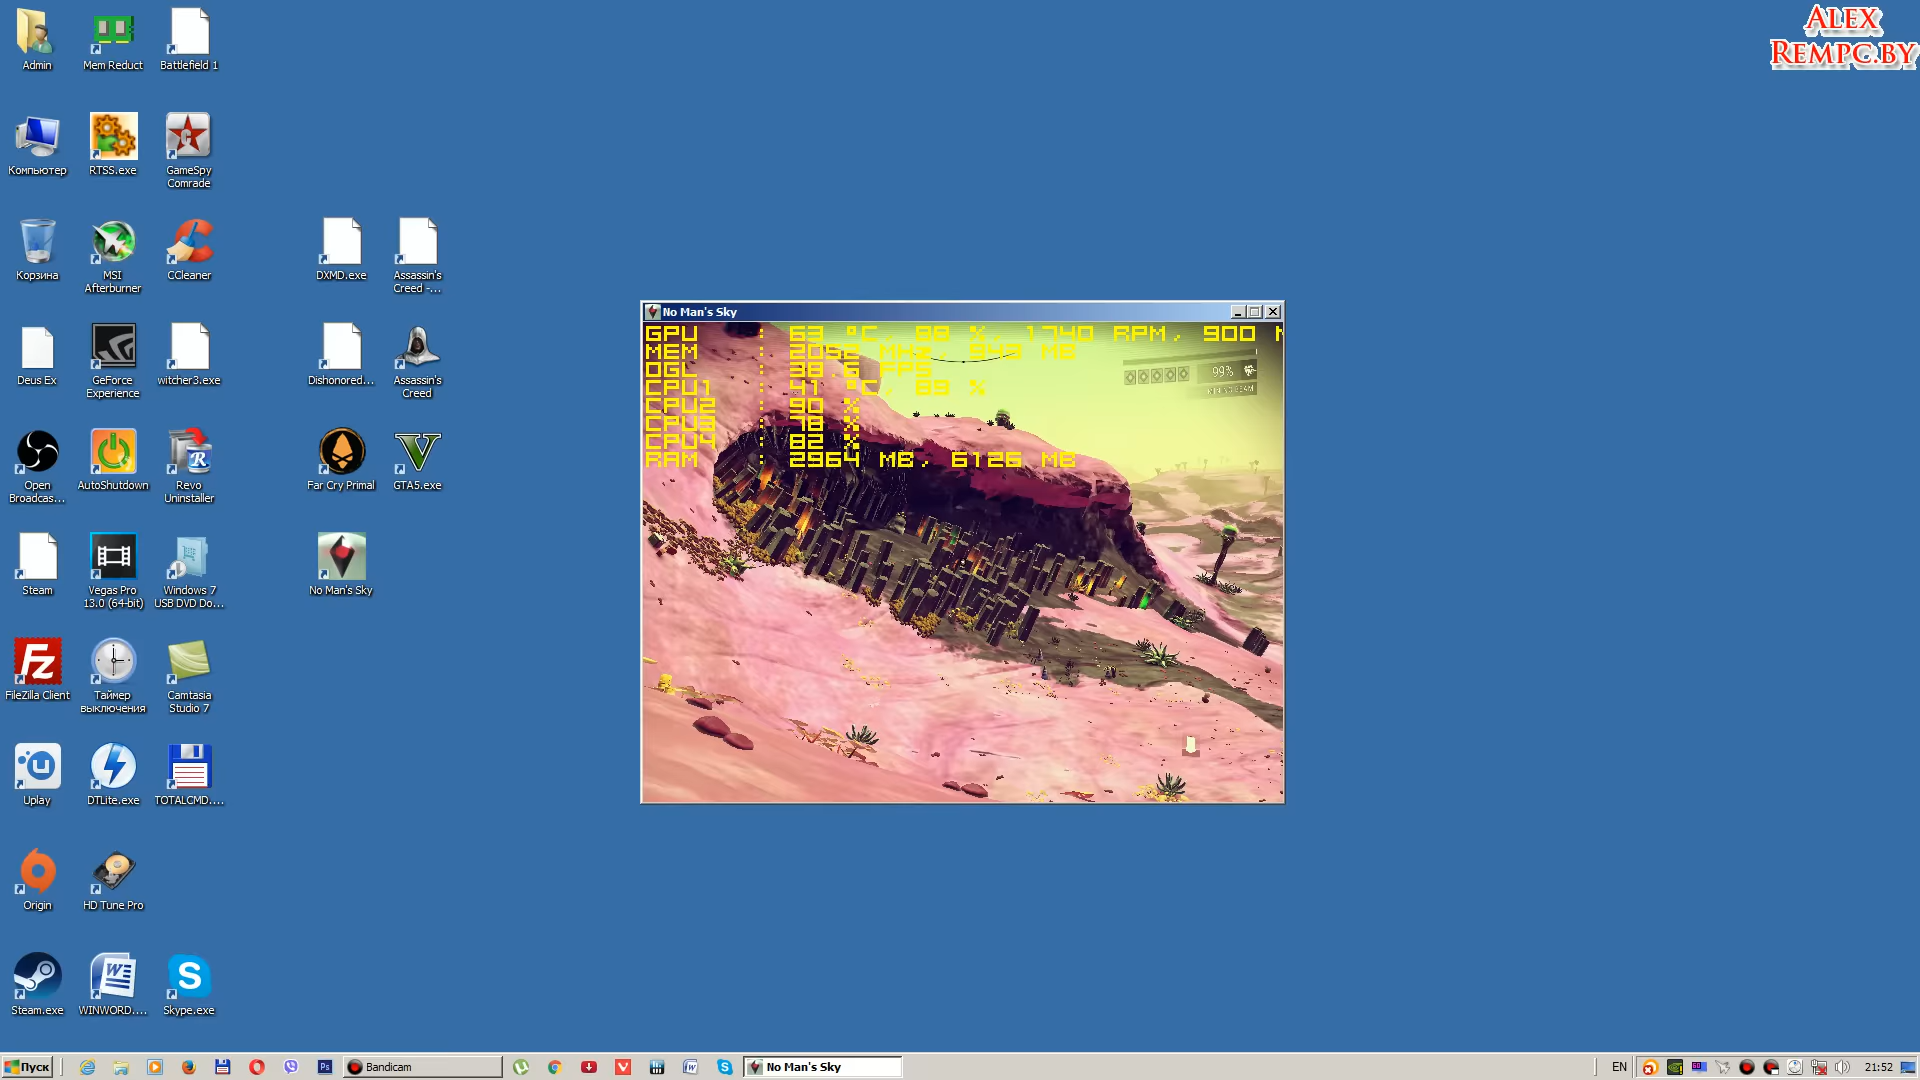 Alex
Rempc.by
Admin
Mem Reduct
Battlefield 1
Компьютер
RTSS.exe
GameSpy
Comrade
Корзина
MSI
Afterburner
CCleaner
DXMD.exe
Assassin's
Creed -...
Deus Ex
GeForce
Experience
witcher3.exe
Dishonored...
Assassin's
Creed
Open
Broadcas...
AutoShutdown
Revo
Uninstaller
Far Cry Primal
GTA5.exe
Steam
Vegas Pro
13.0 (64-bit)
Windows 7
USB DVD Do...
No Man's Sky
FileZilla Client
Таймер
выключения
Camtasia
Studio 7
Uplay
DTLite.exe
TOTALCMD....
Origin
HD Tune Pro
Steam.exe
WINWORD....
Skype.exe
No Man's Sky
GPU : 63 °C, 88 %, 1740 RPM, 900
MEM : 2052 MHz, 943 MB
OGL : 38.6 FPS
CPU1 : 41 °C, 83 %
CPU2 : 90 %
CPU3 : 78 %
CPU4 : 82 %
RAM : 2964 MB, 6126 MB
99%
MINING BEAM
Пуск
Bandicam
No Man's Sky
EN
21:52